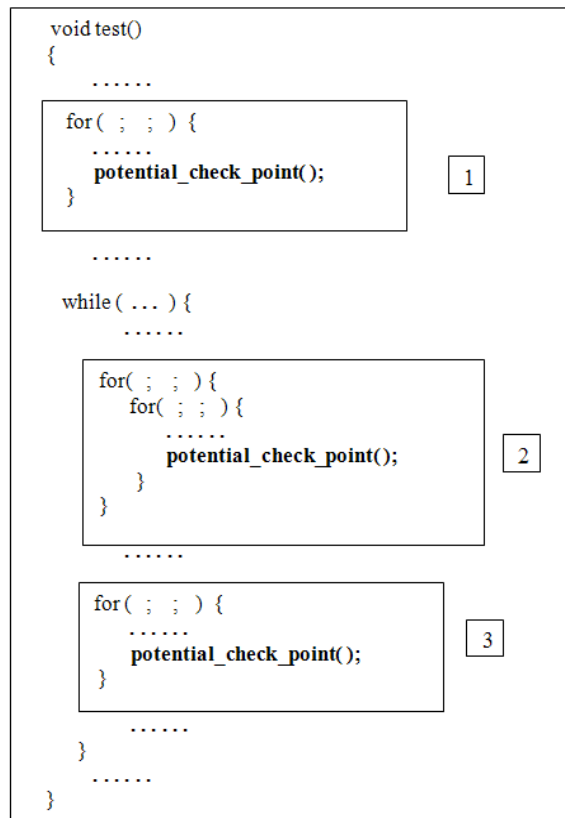 void test()
{
......
for ( ; ; ) {
......
potential_check_point();
}
1
......
while ( ... ) {
......
for( ; ; ) {
for( ; ; ) {
......
potential_check_point();
}
}
2
......
for ( ; ; ) {
......
potential_check_point();
}
3
......
}
......
}